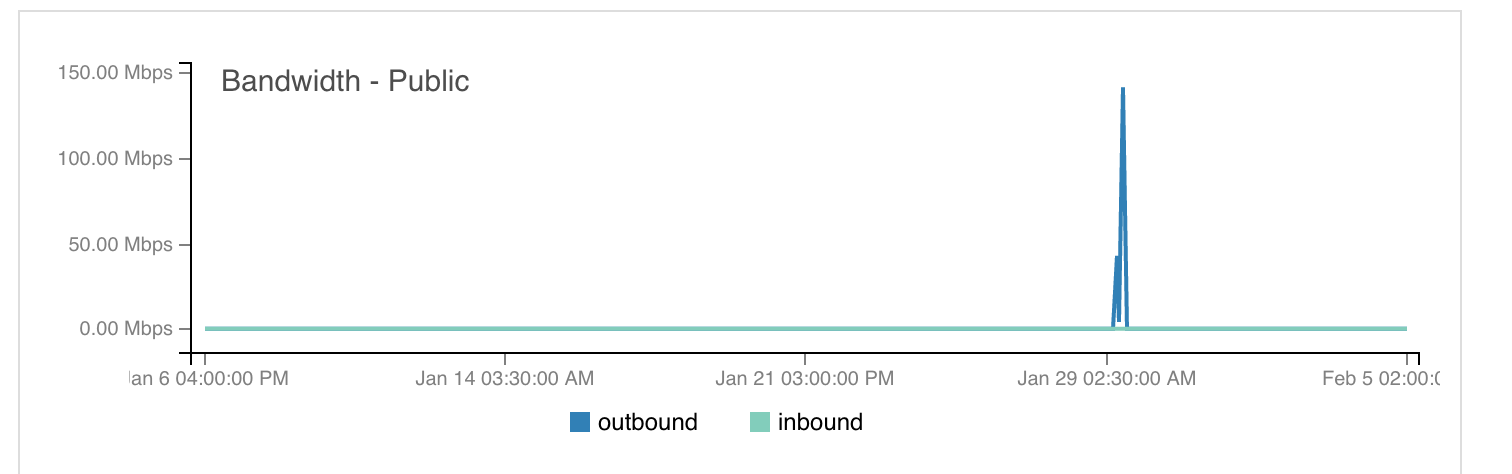 Bandwidth - Public
150.00 Mbps
100.00 Mbps
50.00 Mbps
0.00 Mbps
an 6 04:00:00 PM Jan 14 03:30:00 AM Jan 21 03:00:00 PM Jan 29 02:30:00 AM Feb 5 02:00:
outbound inbound